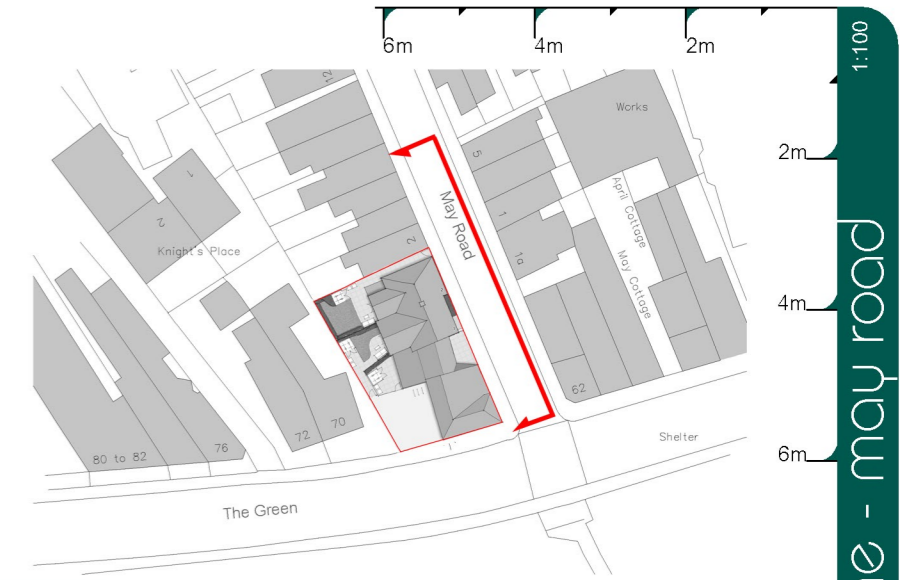 6m
4m
2m
1:100
2m
4m
6m
- may road
12
Works
5
1
1a
April Cottage
May Cottage
May Road
1
2
Knight's Place
2
62
Shelter
70
72
76
80 to 82
The Green